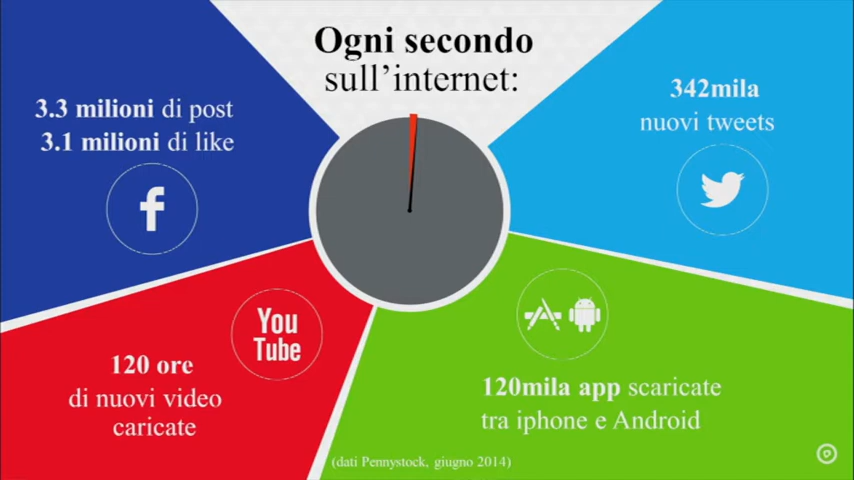 Ogni secondo
sull'internet:
3.3 milioni di post
3.1 milioni di like
f
342mila
nuovi tweets
You
Tube
120 ore
di nuovi video
caricate
120mila app scaricate
tra iphone e Android
(dati Pennystock, giugno 2014)